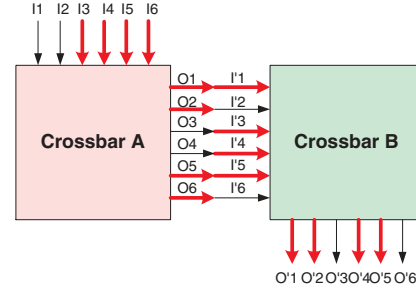 I1 I2 I3 I4 I5 I6
O1 I'1
O2 I'2
O3 I'3
Crossbar A Crossbar B
O4 I'4
O5 I'5
O6 I'6
O'1 O'2 O'3 O'4 O'5 O'6